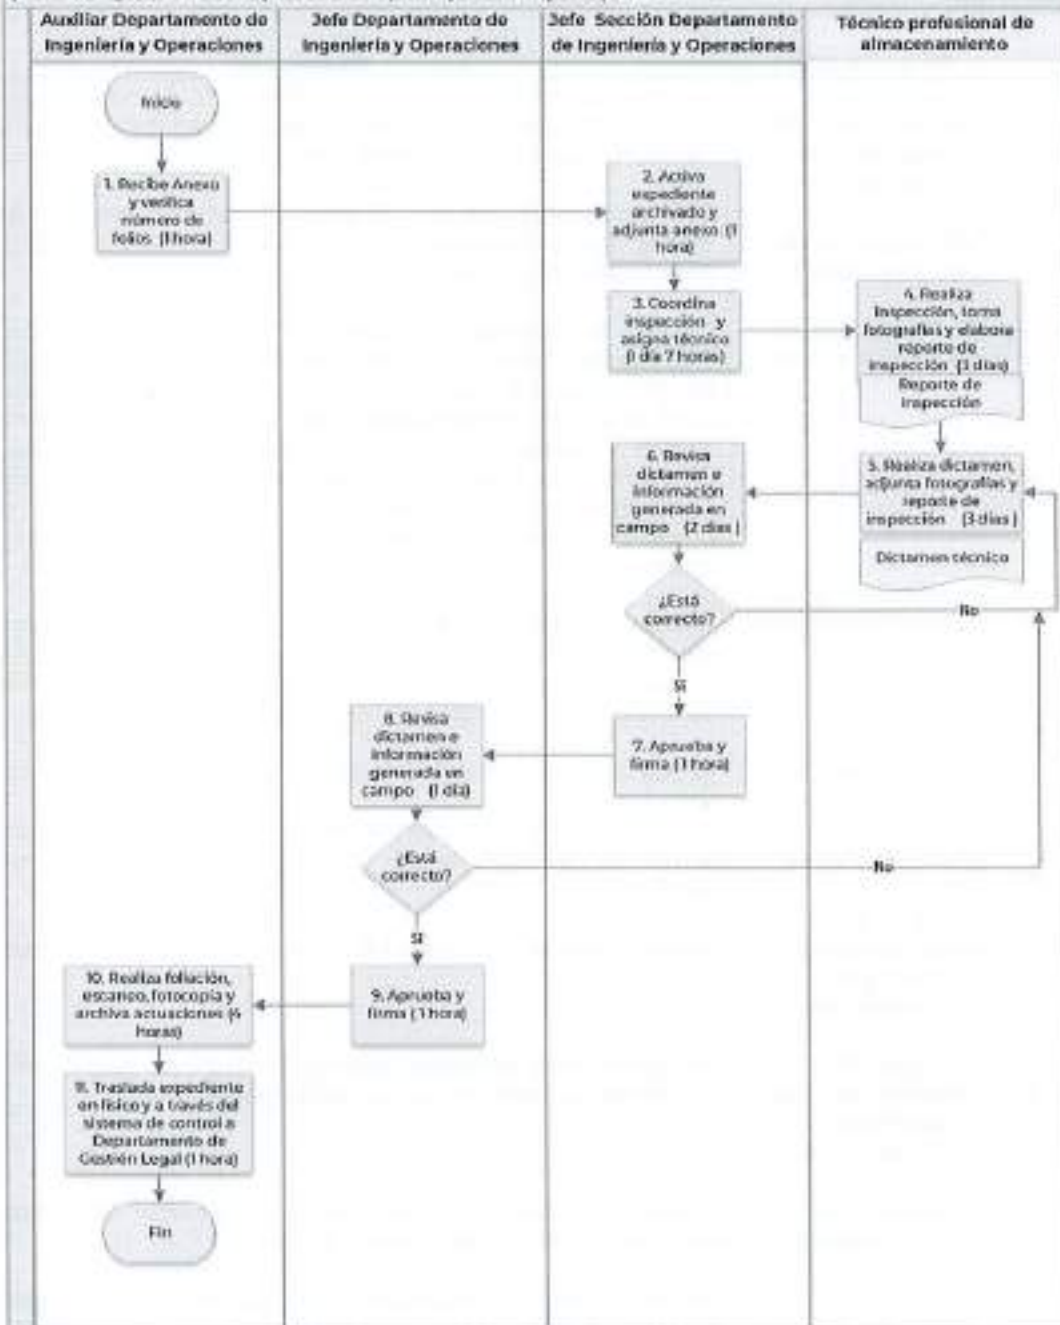 Auxiliar Departamento de
Ingeniería y Operaciones
Jefe Departamento de
Ingeniería y Operaciones
Jefe Sección Departamento
de Ingeniería y Operaciones
Técnico profesional de
almacenamiento
Inicio
1. Recibe Anexo
y verifica
número de
folios (1 hora)
2. Activa
expediente
archivado y
adjunta anexo (1
hora)
3. Coordina
inspección y
asigna técnico
(1 día 7 horas)
4. Realiza
inspección, toma
fotografías y elabora
reporte de
inspección (3 días)
Reporte de
inspección
5. Realiza dictamen,
adjunta fotografías y
reporte de
inspección (3 días)
Dictamen técnico
6. Revisa
dictamen e
información
generada en
campo (2 días)
¿Está
correcto?
No
Si
7. Aprueba y
firma (1 hora)
8. Revisa
dictamen e
información
generada en
campo (1 día)
¿Está
correcto?
No
Si
9. Aprueba y
firma (1 hora)
10. Realiza foliación,
escaneo, fotocopia y
archiva actuaciones (4
horas)
11. Traslada expediente
en físico y a través del
sistema de control a
Departamento de
Gestión Legal (1 hora)
Fin